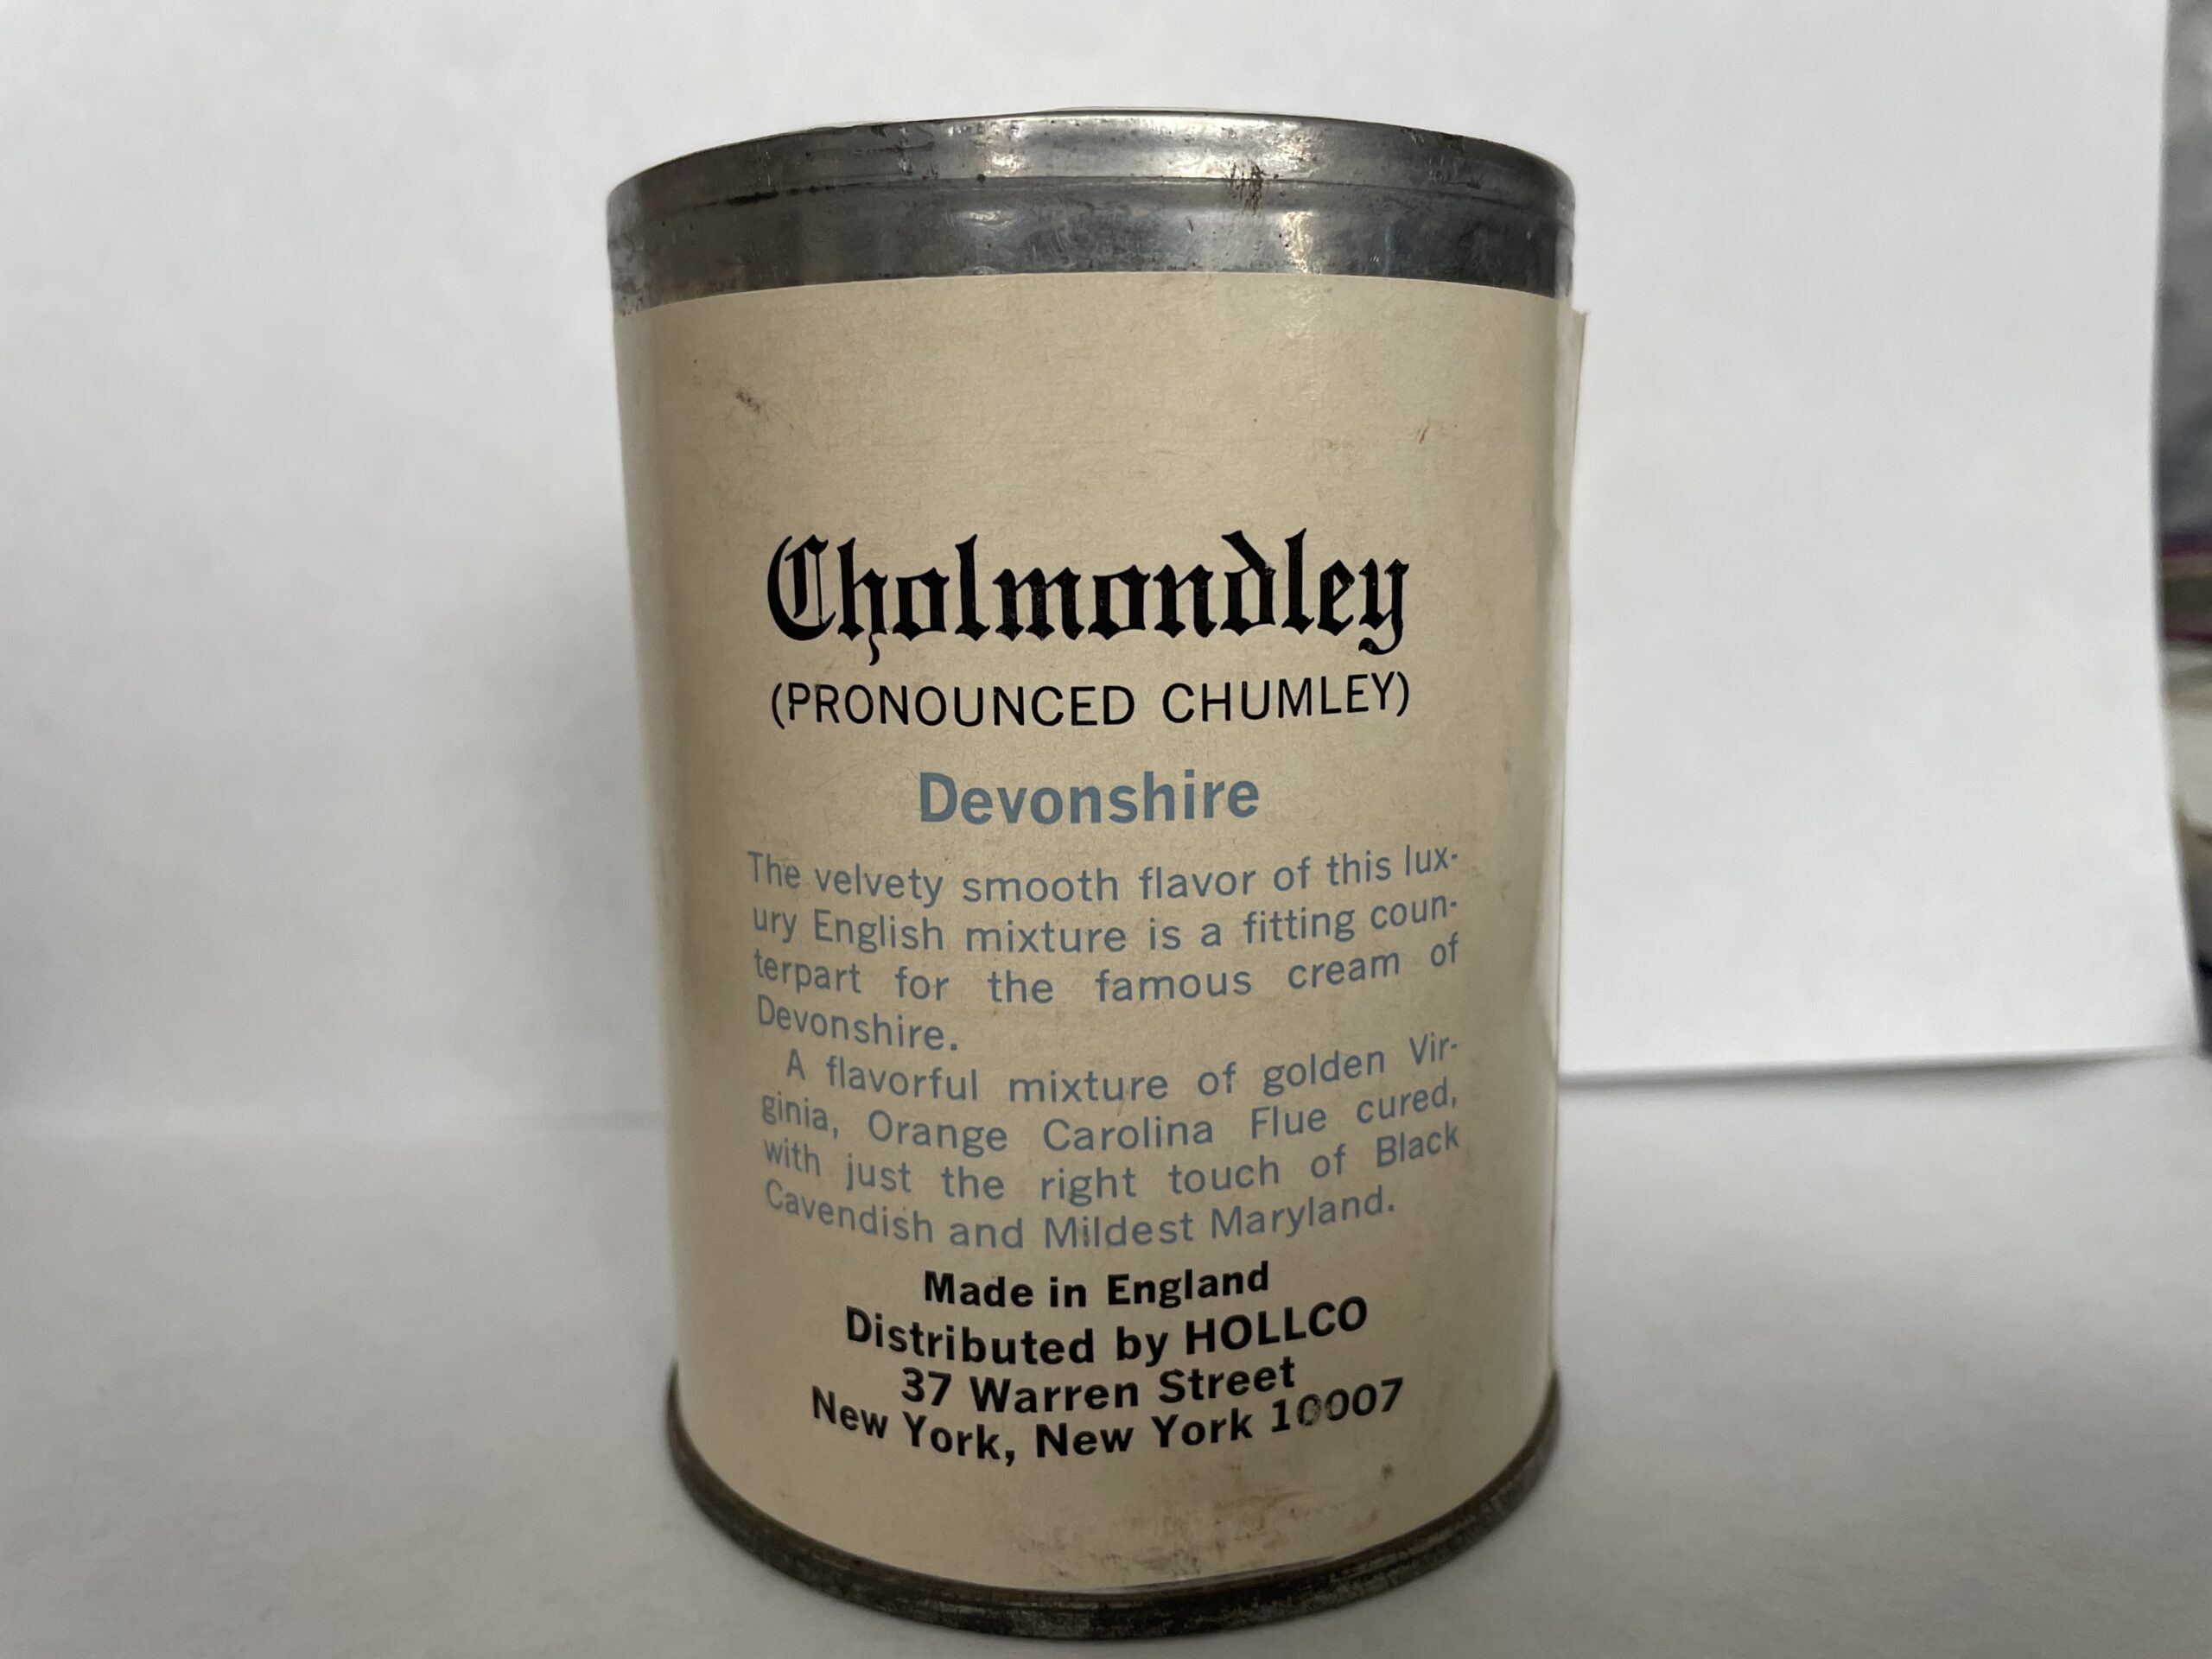 Cholmondley
(PRONOUNCED CHUMLEY)
Devonshire
The velvety smooth flavor of this lux-
ury English mixture is a fitting coun-
terpart for the famous cream of
Devonshire.
A flavorful mixture of golden Vir-
ginia, Orange Carolina Flue cured,
with just the right touch of Black
Cavendish and Mildest Maryland.
Made in England
Distributed by HOLLCO
37 Warren Street
New York, New York 10007